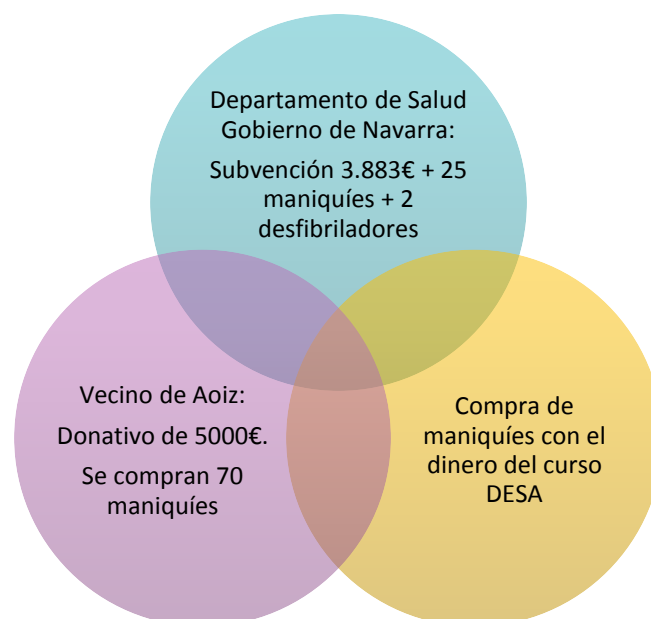 Departamento de Salud
Gobierno de Navarra:
Subvención 3.883€ + 25
maniquíes + 2
desfibriladores
Vecino de Aoiz:
Donativo de 5000€.
Se compran 70
maniquíes
Compra de
maniquíes con el
dinero del curso
DESA